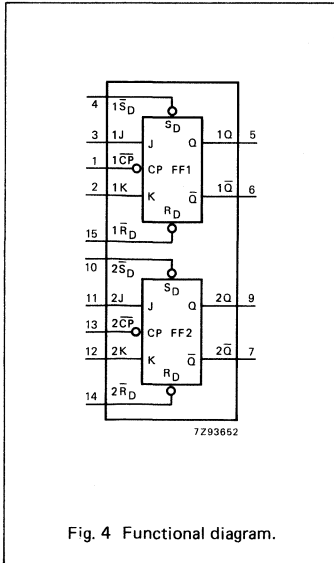 4 1S̅D
SD
3 1J J Q 1Q 5
1 1C̅P̅ CP FF1
2 1K K Q̅ 1Q̅ 6
RD
15 1R̅D
10 2S̅D
SD
11 2J J Q 2Q 9
13 2C̅P̅ CP FF2
12 2K K Q̅ 2Q̅ 7
RD
14 2R̅D
7Z93652
Fig. 4 Functional diagram.